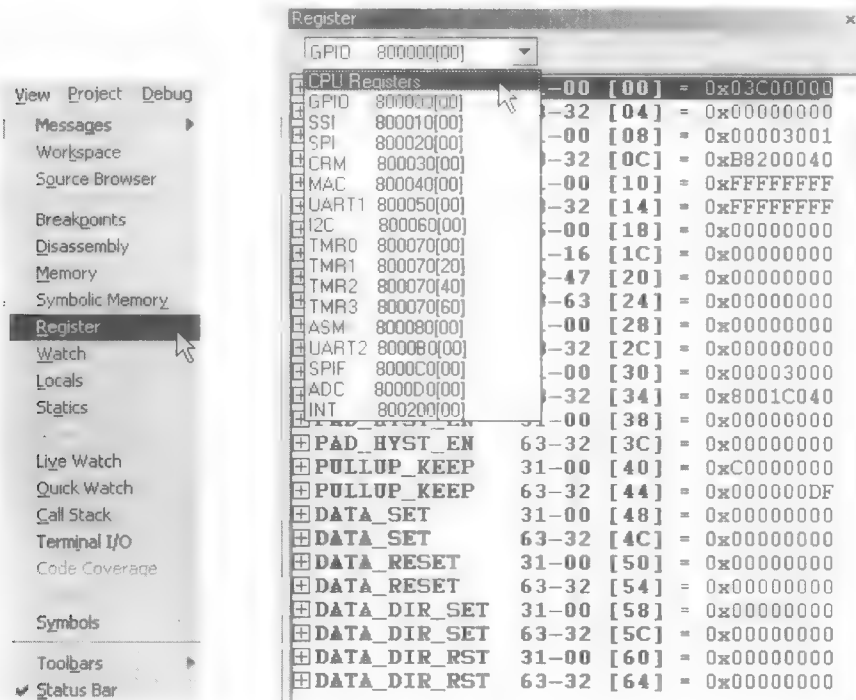 View Project Debug
Messages
Workspace
Source Browser
Breakpoints
Disassembly
Memory
Symbolic Memory
Register
Watch
Locals
Statics
Live Watch
Quick Watch
Call Stack
Terminal I/O
Code Coverage
Symbols
Toolbars
Status Bar
Register
GPIO 800000[00]
CPU Registers
GPIO 800000[00]
SSI 800010[00]
SPI 800020[00]
CRM 800030[00]
MAC 800040[00]
UART1 800050[00]
I2C 800060[00]
TMR0 800070[00]
TMR1 800070[20]
TMR2 800070[40]
TMR3 800070[60]
ASM 800080[00]
UART2 8000B0[00]
SPIF 8000C0[00]
ADC 8000D0[00]
INT 800200[00]
-00 [00] = 0x03C00000
-32 [04] = 0x00000000
-00 [08] = 0x00003001
-32 [0C] = 0xB8200040
-00 [10] = 0xFFFFFFFF
-32 [14] = 0xFFFFFFFF
-00 [18] = 0x00000000
-16 [1C] = 0x00000000
-47 [20] = 0x00000000
-63 [24] = 0x00000000
-00 [28] = 0x00000000
-32 [2C] = 0x00000000
-00 [30] = 0x00003000
-32 [34] = 0x8001C040
PAD_HYST_EN 31-00 [38] = 0x00000000
PAD_HYST_EN 63-32 [3C] = 0x00000000
PULLUP_KEEP 31-00 [40] = 0xC0000000
PULLUP_KEEP 63-32 [44] = 0x000000DF
DATA_SET 31-00 [48] = 0x00000000
DATA_SET 63-32 [4C] = 0x00000000
DATA_RESET 31-00 [50] = 0x00000000
DATA_RESET 63-32 [54] = 0x00000000
DATA_DIR_SET 31-00 [58] = 0x00000000
DATA_DIR_SET 63-32 [5C] = 0x00000000
DATA_DIR_RST 31-00 [60] = 0x00000000
DATA_DIR_RST 63-32 [64] = 0x00000000